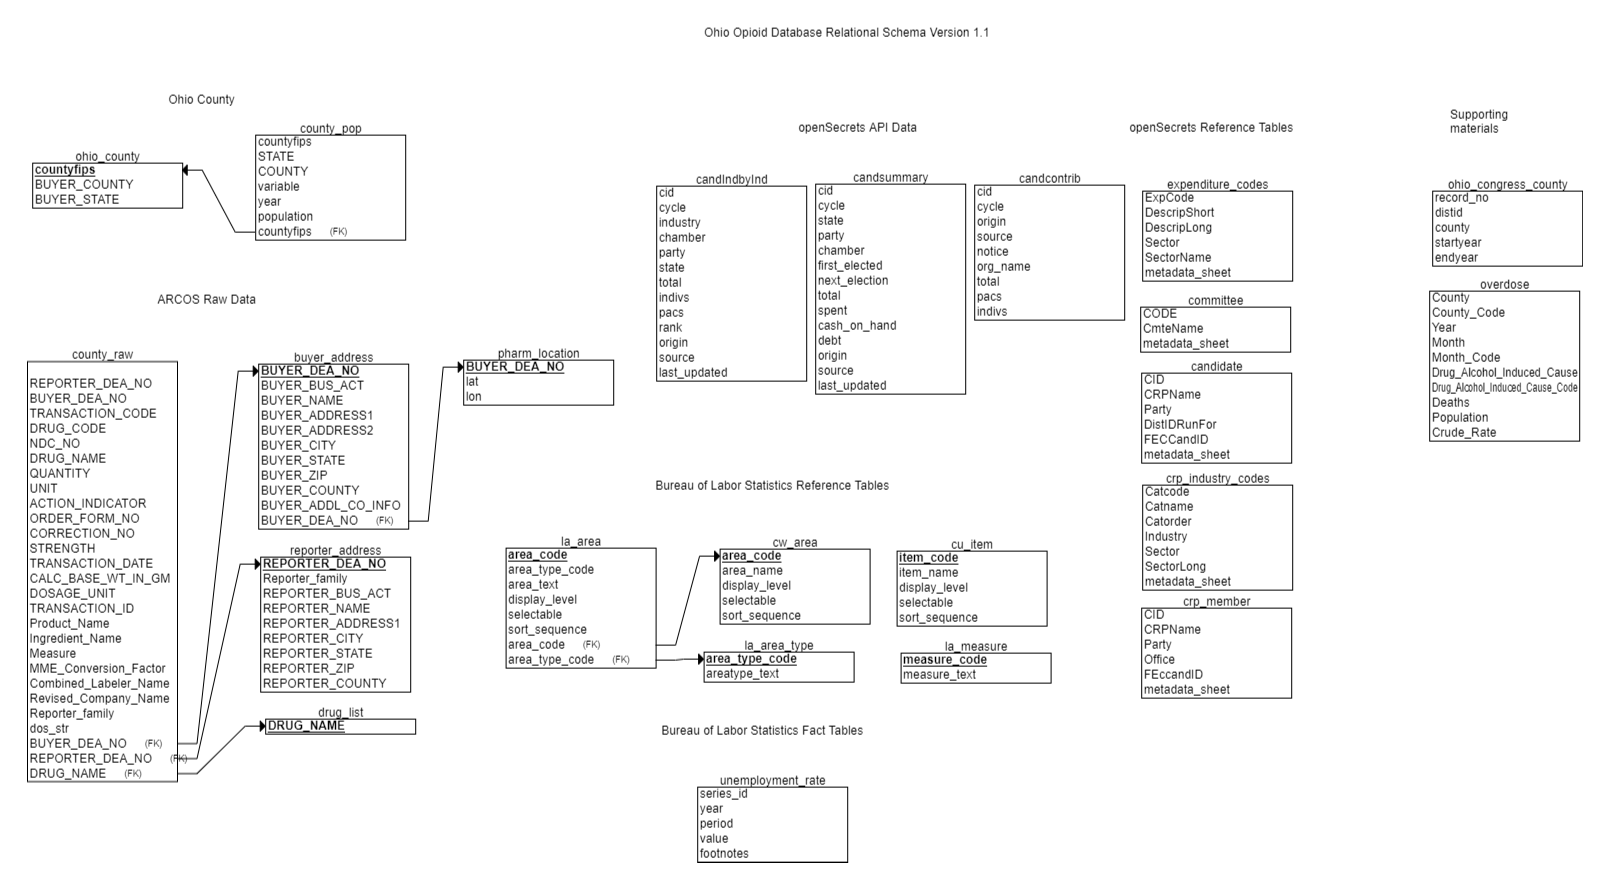 Ohio Opioid Database Relational Schema Version 1.1
Ohio County
ohio_county
countyfips
BUYER_COUNTY
BUYER_STATE
county_pop
countyfips
STATE
COUNTY
variable
year
population
countyfips (FK)
ARCOS Raw Data
county_raw
REPORTER_DEA_NO
BUYER_DEA_NO
TRANSACTION_CODE
DRUG_CODE
NDC_NO
DRUG_NAME
QUANTITY
UNIT
ACTION_INDICATOR
ORDER_FORM_NO
CORRECTION_NO
STRENGTH
TRANSACTION_DATE
CALC_BASE_WT_IN_GM
DOSAGE_UNIT
TRANSACTION_ID
Product_Name
Ingredient_Name
Measure
MME_Conversion_Factor
Combined_Labeler_Name
Revised_Company_Name
Reporter_family
dos_str
BUYER_DEA_NO (FK)
REPORTER_DEA_NO (FK)
DRUG_NAME (FK)
buyer_address
BUYER_DEA_NO
BUYER_BUS_ACT
BUYER_NAME
BUYER_ADDRESS1
BUYER_ADDRESS2
BUYER_CITY
BUYER_STATE
BUYER_ZIP
BUYER_COUNTY
BUYER_ADDL_CO_INFO
BUYER_DEA_NO (FK)
reporter_address
REPORTER_DEA_NO
Reporter_family
REPORTER_BUS_ACT
REPORTER_NAME
REPORTER_ADDRESS1
REPORTER_CITY
REPORTER_STATE
REPORTER_ZIP
REPORTER_COUNTY
drug_list
DRUG_NAME
pharm_location
BUYER_DEA_NO
lat
lon
openSecrets API Data
candIndbyInd
cid
cycle
industry
chamber
party
state
total
indivs
pacs
rank
origin
source
last_updated
candsummary
cid
cycle
state
party
chamber
first_elected
next_election
total
spent
cash_on_hand
debt
origin
source
last_updated
candcontrib
cid
cycle
origin
source
notice
org_name
total
pacs
indivs
Bureau of Labor Statistics Reference Tables
la_area
area_code
area_type_code
area_text
display_level
selectable
sort_sequence
area_code (FK)
area_type_code (FK)
cw_area
area_code
area_name
display_level
selectable
sort_sequence
la_area_type
area_type_code
areatype_text
cu_item
item_code
item_name
display_level
selectable
sort_sequence
la_measure
measure_code
measure_text
Bureau of Labor Statistics Fact Tables
unemployment_rate
series_id
year
period
value
footnotes
openSecrets Reference Tables
expenditure_codes
ExpCode
DescripShort
DescripLong
Sector
SectorName
metadata_sheet
committee
CODE
CmteName
metadata_sheet
candidate
CID
CRPName
Party
DistIDRunFor
FECCandID
metadata_sheet
crp_industry_codes
Catcode
Catname
Catorder
Industry
Sector
SectorLong
metadata_sheet
crp_member
CID
CRPName
Party
Office
FEccandID
metadata_sheet
Supporting
materials
ohio_congress_county
record_no
distid
county
startyear
endyear
overdose
County
County_Code
Year
Month
Month_Code
Drug_Alcohol_Induced_Cause
Drug_Alcohol_Induced_Cause_Code
Deaths
Population
Crude_Rate